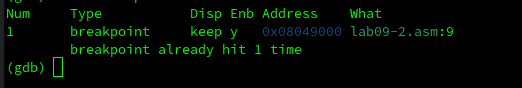 Num     Type           Disp Enb Address    What
1       breakpoint     keep y   0x08049000 lab09-2.asm:9
        breakpoint already hit 1 time
(gdb)